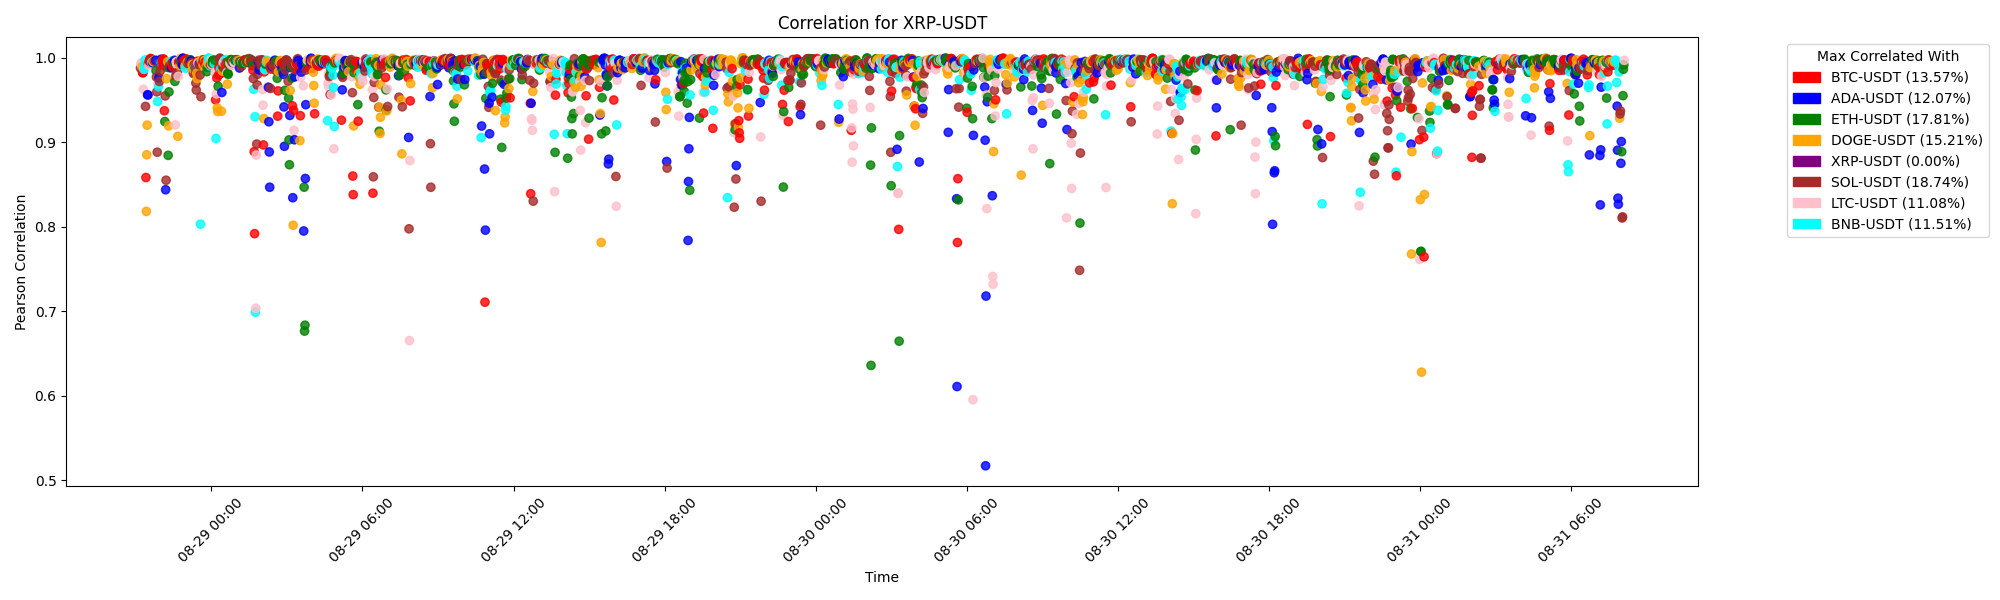 Correlation for XRP-USDT
Pearson Correlation
1.0
0.9
0.8
0.7
0.6
0.5
08-29 00:00
08-29 06:00
08-29 12:00
08-29 18:00
08-30 00:00
08-30 06:00
08-30 12:00
08-30 18:00
08-31 00:00
08-31 06:00
Time
Max Correlated With
BTC-USDT (13.57%)
ADA-USDT (12.07%)
ETH-USDT (17.81%)
DOGE-USDT (15.21%)
XRP-USDT (0.00%)
SOL-USDT (18.74%)
LTC-USDT (11.08%)
BNB-USDT (11.51%)